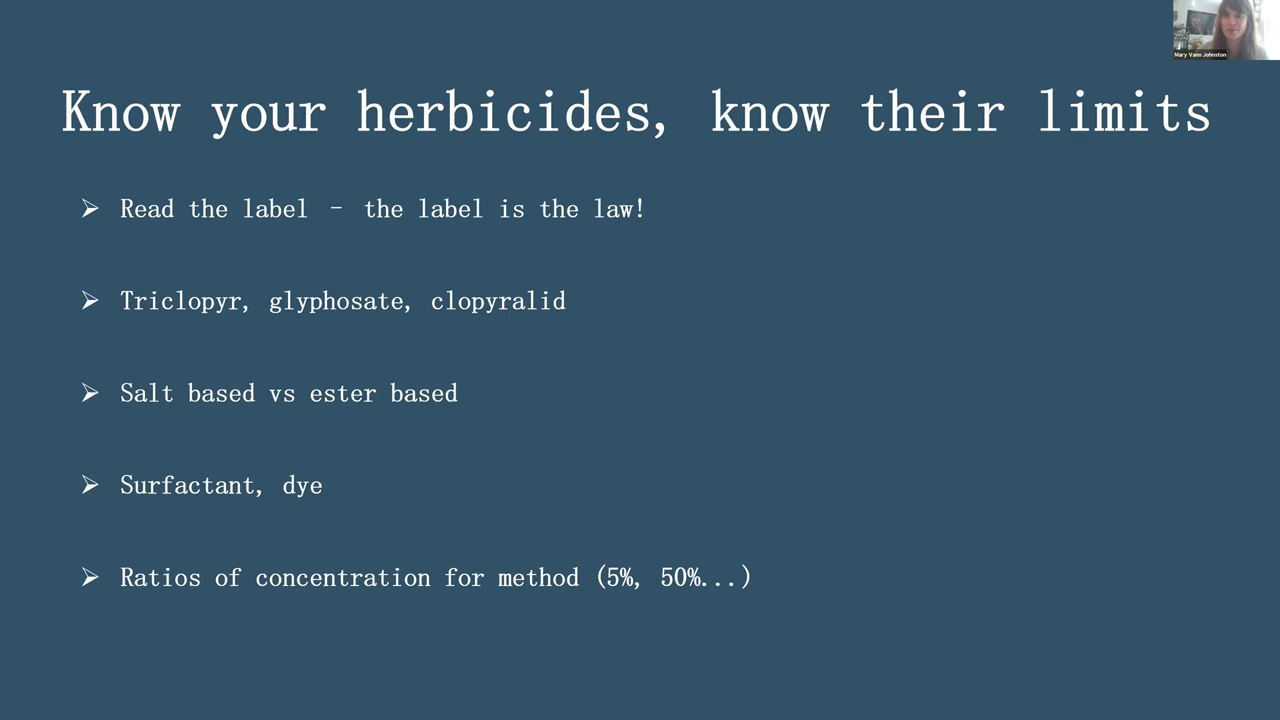 Know your herbicides, know their limits
➢ Read the label – the label is the law!
➢ Triclopyr, glyphosate, clopyralid
➢ Salt based vs ester based
➢ Surfactant, dye
➢ Ratios of concentration for method (5%, 50%...)
Mary Vann Johnston